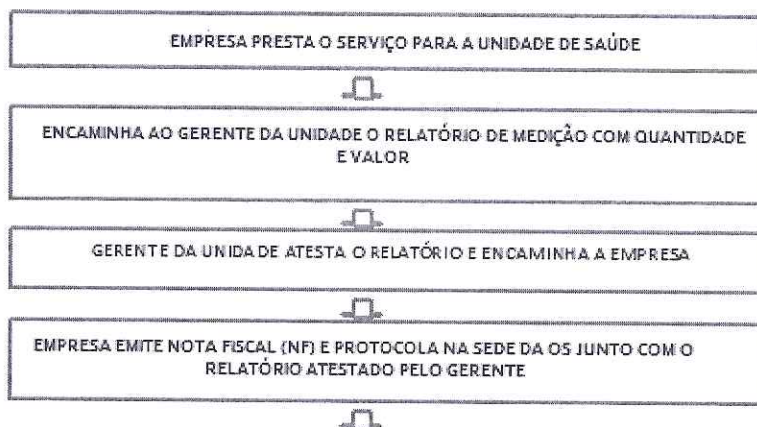 EMPRESA PRESTA O SERVIÇO PARA A UNIDADE DE SAÚDE
ENCAMINHA AO GERENTE DA UNIDADE O RELATÓRIO DE MEDIÇÃO COM QUANTIDADE
E VALOR
GERENTE DA UNIDADE ATESTA O RELATÓRIO E ENCAMINHA A EMPRESA
EMPRESA EMITE NOTA FISCAL (NF) E PROTOCOLA NA SEDE DA OS JUNTO COM O
RELATÓRIO ATESTADO PELO GERENTE